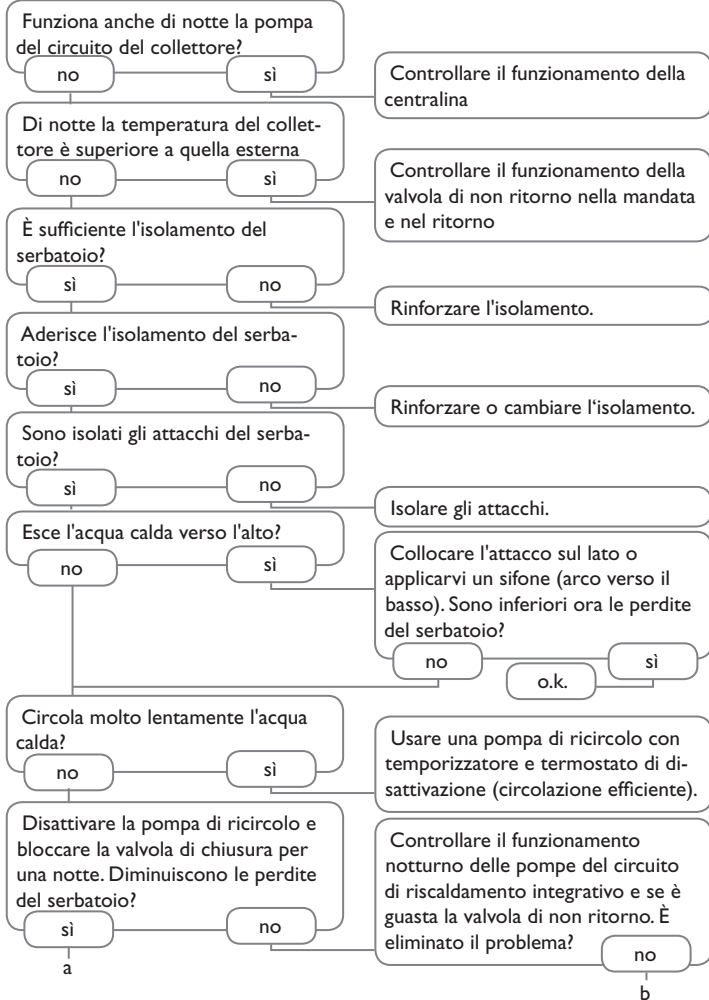 Funziona anche di notte la pompa
del circuito del collettore?
no
sì
Controllare il funzionamento della
centralina
Di notte la temperatura del collet-
tore è superiore a quella esterna
no
sì
Controllare il funzionamento della
valvola di non ritorno nella mandata
e nel ritorno
È sufficiente l'isolamento del
serbatoio?
sì
no
Rinforzare l'isolamento.
Aderisce l'isolamento del serba-
toio?
sì
no
Rinforzare o cambiare l‘isolamento.
Sono isolati gli attacchi del serba-
toio?
sì
no
Isolare gli attacchi.
Esce l'acqua calda verso l'alto?
no
sì
Collocare l'attacco sul lato o
applicarvi un sifone (arco verso il
basso). Sono inferiori ora le perdite
del serbatoio?
no
sì
o.k.
Circola molto lentamente l'acqua
calda?
no
sì
Usare una pompa di ricircolo con
temporizzatore e termostato di di-
sattivazione (circolazione efficiente).
Disattivare la pompa di ricircolo e
bloccare la valvola di chiusura per
una notte. Diminuiscono le perdite
del serbatoio?
sì
no
a
Controllare il funzionamento
notturno delle pompe del circuito
di riscaldamento integrativo e se è
guasta la valvola di non ritorno. È
eliminato il problema?
no
b